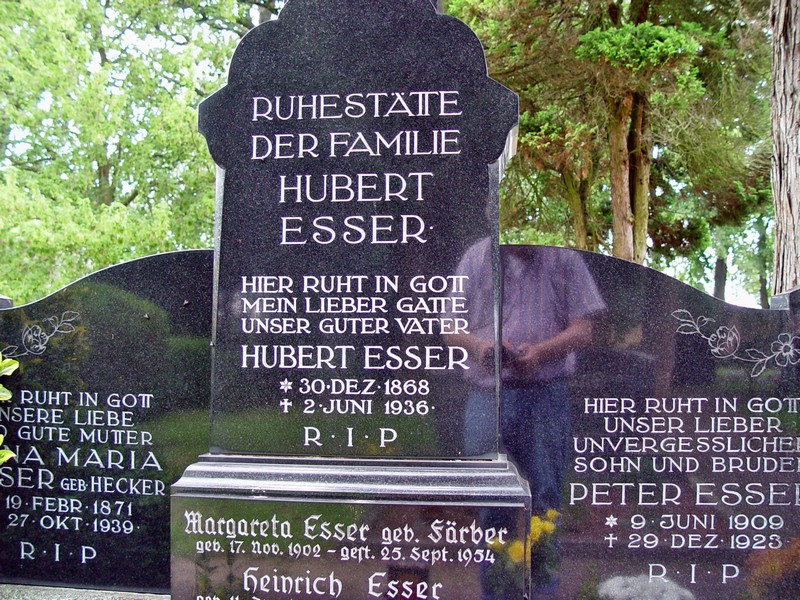 RUHESTÄTTE
DER FAMILIE
HUBERT
ESSER·
HIER RUHT IN GOTT
MEIN LIEBER GATTE
UNSER GUTER VATER
HUBERT ESSER
* 30·DEZ·1868
† 2·JUNI 1936·
R·I·P
RUHT IN GOTT
LIEBE
GUTE MUTTER
MARIA
GEB·HECKER
19·FEBR·1871
27·OKT·1939·
R·I·P
HIER RUHT IN GOTT
UNSER LIEBER
UNVERGESSLICHER
SOHN UND BRUDER
PETER ESSER
* 9·JUNI 1909
† 29·DEZ·1923·
R·I·P
Margareta Esser geb. Färber
geb. 17. Nov. 1902 - gest. 25. Sept. 1954
Heinrich Esser